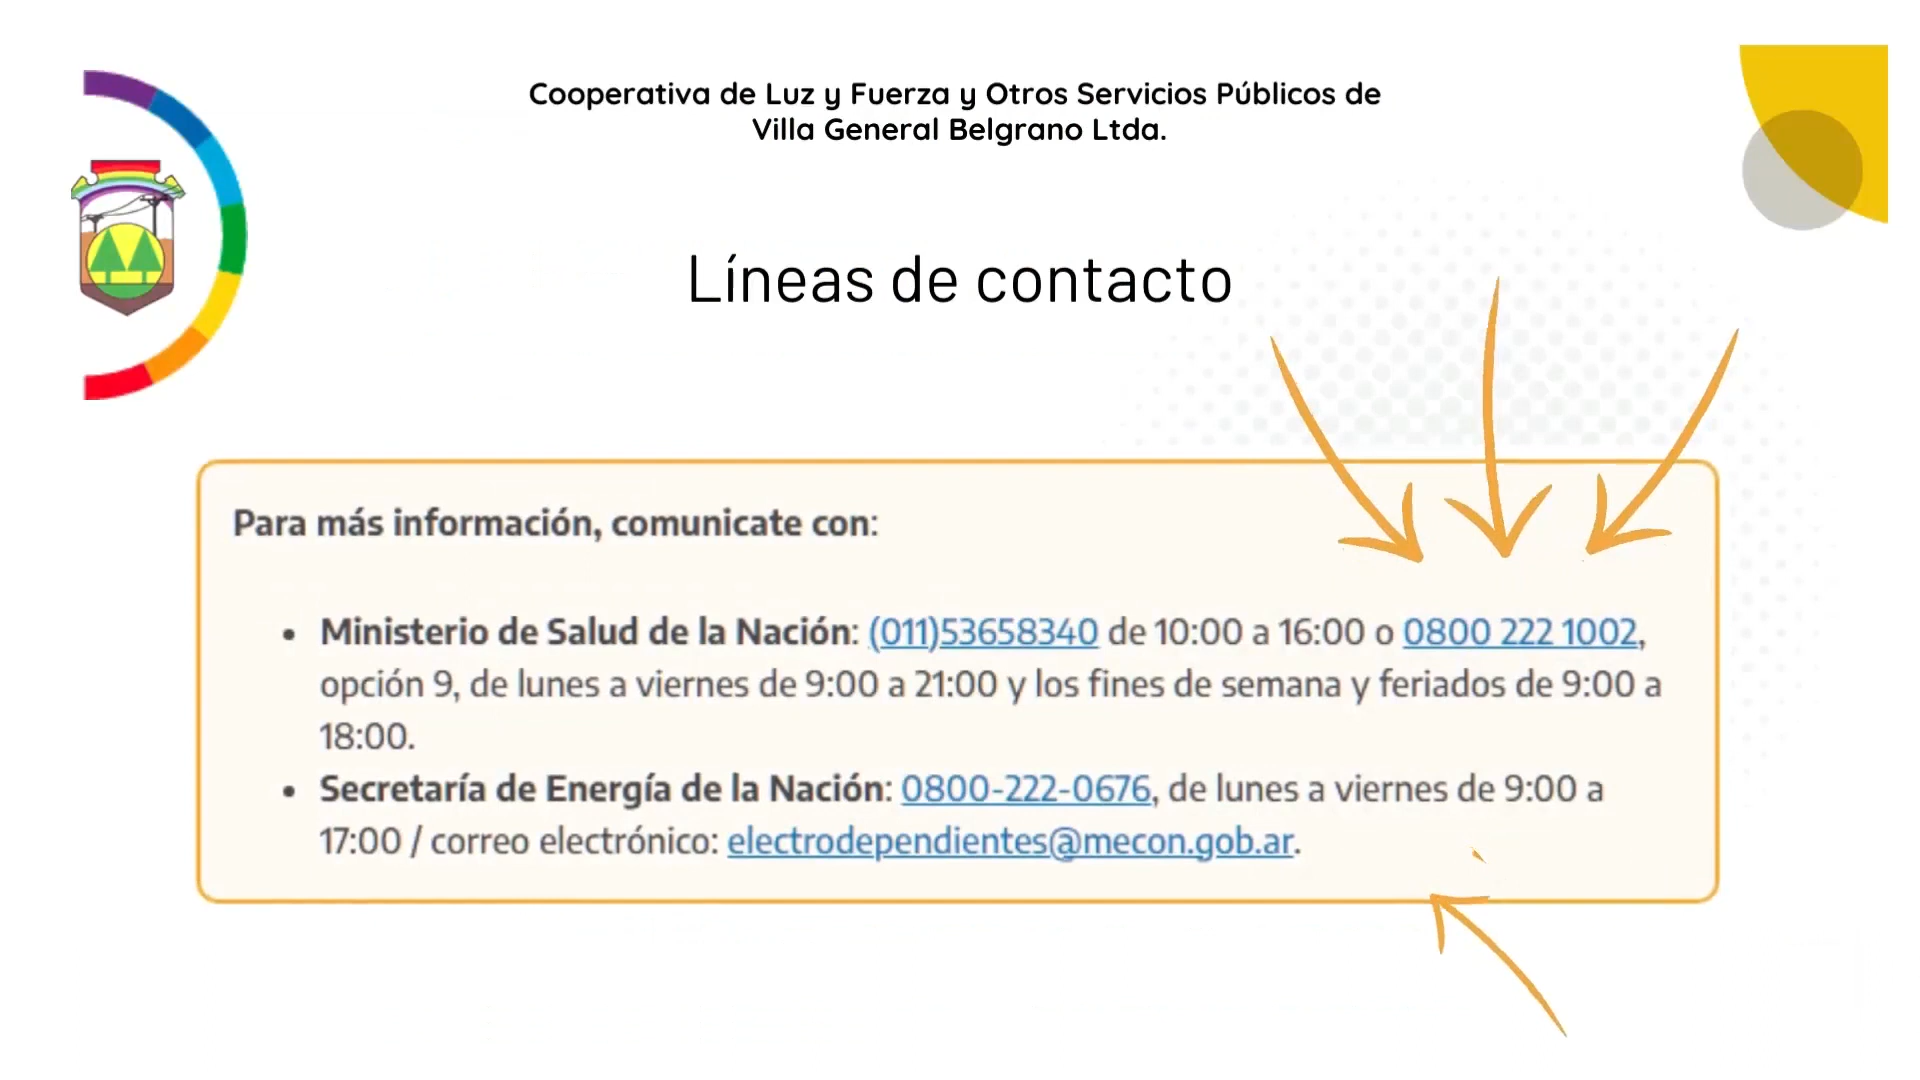 Cooperativa de Luz y Fuerza y Otros Servicios Públicos de
Villa General Belgrano Ltda.
Líneas de contacto
Para más información, comunicate con:
• Ministerio de Salud de la Nación: (011)53658340 de 10:00 a 16:00 o 0800 222 1002,
opción 9, de lunes a viernes de 9:00 a 21:00 y los fines de semana y feriados de 9:00 a
18:00.
• Secretaría de Energía de la Nación: 0800-222-0676, de lunes a viernes de 9:00 a
17:00 / correo electrónico: electrodependientes@mecon.gob.ar.